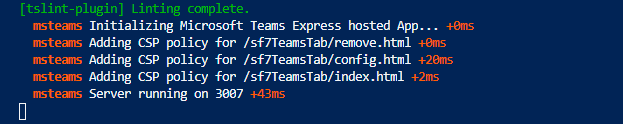 [tslint-plugin] Linting complete.
msteams Initializing Microsoft Teams Express hosted App... +0ms
msteams Adding CSP policy for /sf7TeamsTab/remove.html +0ms
msteams Adding CSP policy for /sf7TeamsTab/config.html +20ms
msteams Adding CSP policy for /sf7TeamsTab/index.html +2ms
msteams Server running on 3007 +43ms